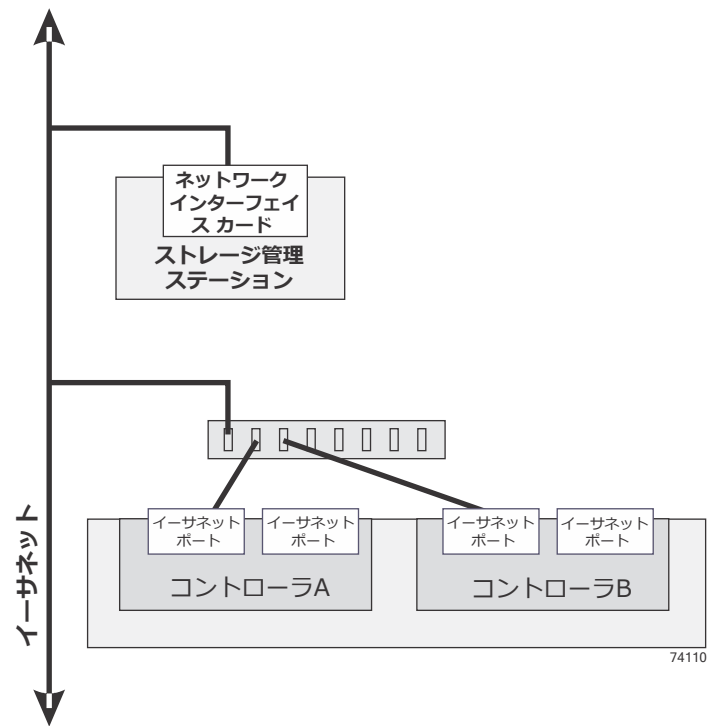 ネットワーク
インターフェイ
ス カード
ストレージ管理
ステーション
イーサネット
イーサネット
ポート
イーサネット
ポート
コントローラA
イーサネット
ポート
イーサネット
ポート
コントローラB
74110